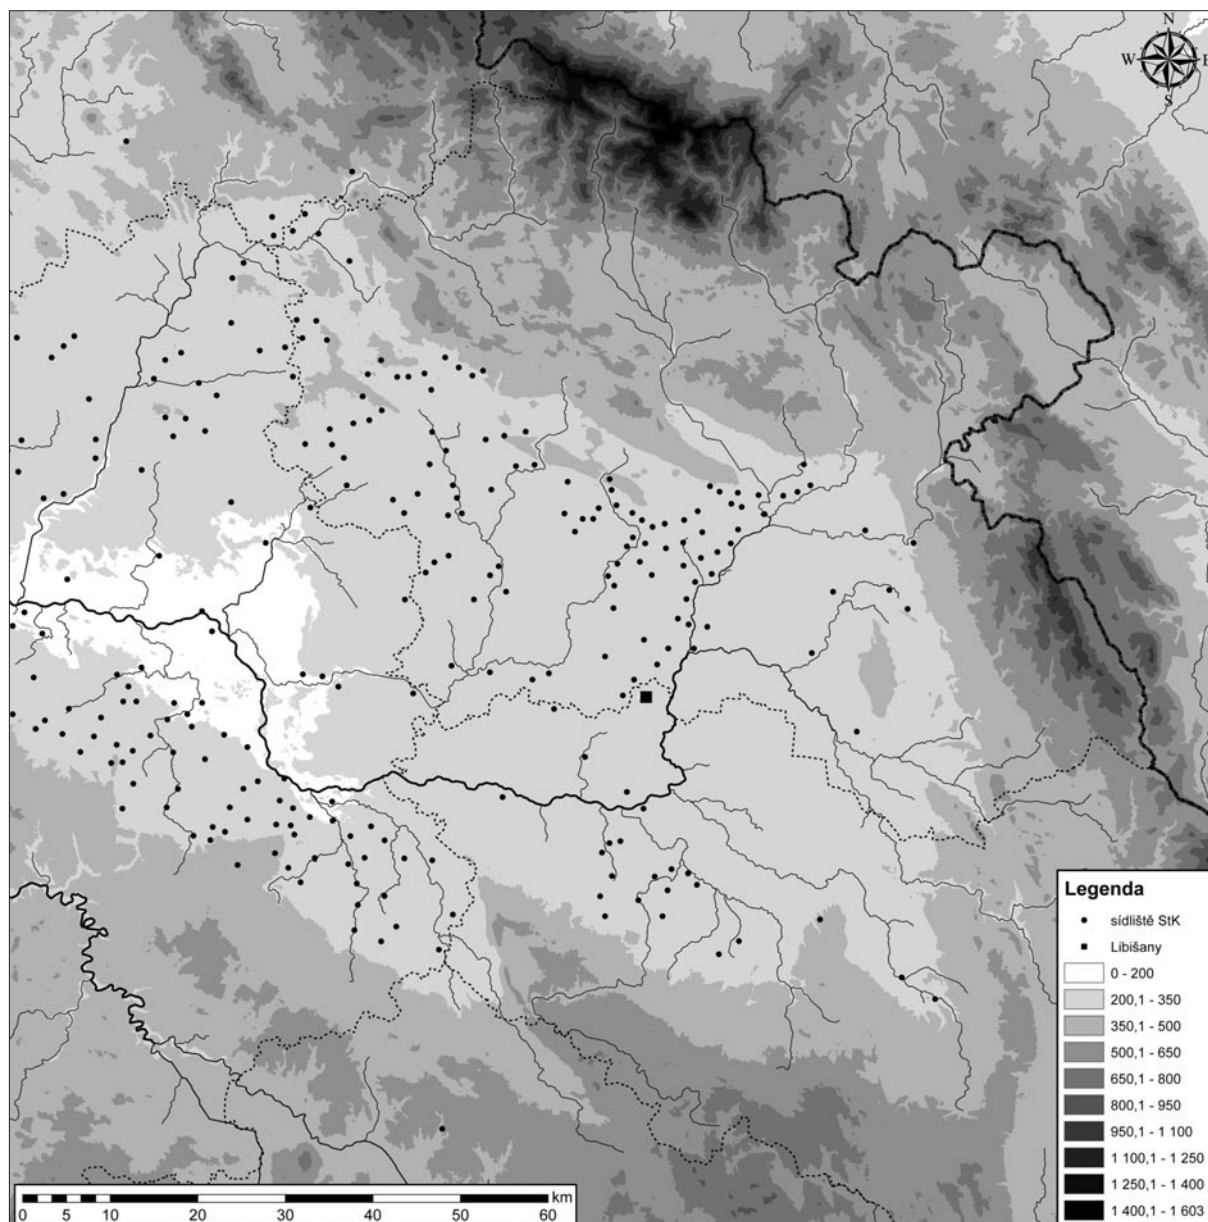 N
W E
S
Legenda
sídliště StK
Libišany
0 - 200
200,1 - 350
350,1 - 500
500,1 - 650
650,1 - 800
800,1 - 950
950,1 - 1 100
1 100,1 - 1 250
1 250,1 - 1 400
1 400,1 - 1 603
km
0 5 10 20 30 40 50 60